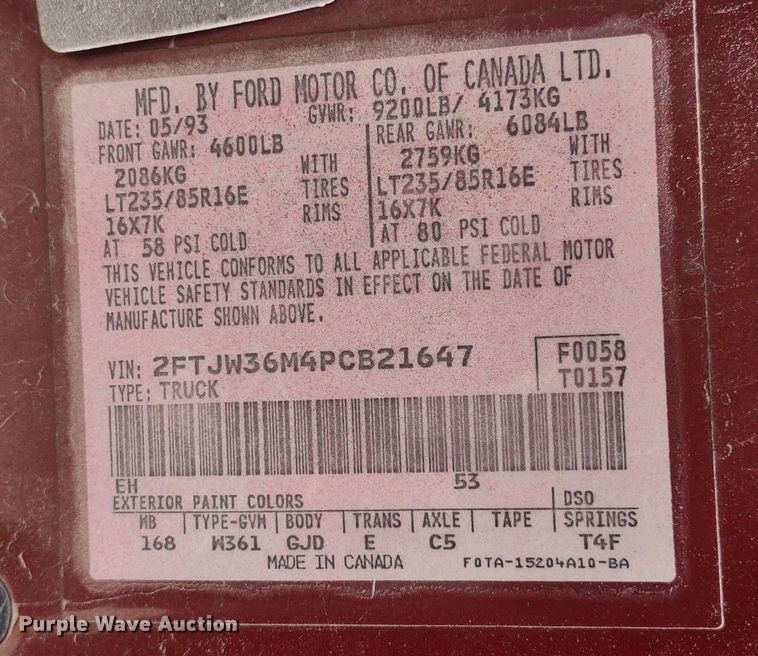 MFD. BY FORD MOTOR CO. OF CANADA LTD.
DATE: 05/93 GVWR: 9200LB/ 4173KG
FRONT GAWR: 4600LB REAR GAWR: 6084LB
2086KG WITH 2759KG WITH
LT235/85R16E TIRES LT235/85R16E TIRES
16X7K RIMS 16X7K RIMS
AT 58 PSI COLD AT 80 PSI COLD
THIS VEHICLE CONFORMS TO ALL APPLICABLE FEDERAL MOTOR
VEHICLE SAFETY STANDARDS IN EFFECT ON THE DATE OF
MANUFACTURE SHOWN ABOVE.
VIN: 2FTJW36M4PCB21647 F0058
TYPE: TRUCK T0157
EH 53
EXTERIOR PAINT COLORS DSO
WB TYPE-GVW BODY TRANS AXLE TAPE SPRINGS
168 W361 GJD E C5 T4F
MADE IN CANADA F0TA-15204A10-BA
Purple Wave Auction